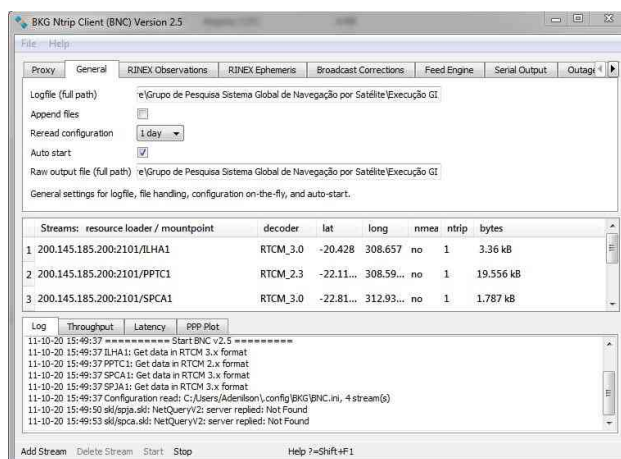 BKG Ntrip Client (BNC) Version 2.5
File Help
Proxy General RINEX Observations RINEX Ephemeris Broadcast Corrections Feed Engine Serial Output Outage
Logfile (full path) e\Grupo de Pesquisa Sistema Global de Navegação por Satélite\Execução GI
Append files
Reread configuration 1 day
Auto start
Raw output file (full path) e\Grupo de Pesquisa Sistema Global de Navegação por Satélite\Execução GI
General settings for logfile, file handling, configuration on-the-fly, and auto-start.
Streams: resource loader / mountpoint decoder lat long nmea ntrip bytes
1 200.145.185.200:2101/ILHA1 RTCM_3.0 -20.428 308.657 no 1 3.36 kB
2 200.145.185.200:2101/PPTC1 RTCM_2.3 -22.11... 308.59... no 1 19.556 kB
3 200.145.185.200:2101/SPCA1 RTCM_3.0 -22.81... 312.93... no 1 1.787 kB
Log Throughput Latency PPP Plot
11-10-20 15:49:37 ========== Start BNC v2.5 =========
11-10-20 15:49:37 ILHA1: Get data in RTCM 3.x format
11-10-20 15:49:37 PPTC1: Get data in RTCM 2.x format
11-10-20 15:49:37 SPCA1: Get data in RTCM 3.x format
11-10-20 15:49:37 SPJA1: Get data in RTCM 3.x format
11-10-20 15:49:37 Configuration read: C:/Users/Adenilson\.config\BKG\BNC.ini, 4 stream(s)
11-10-20 15:49:50 skl/spja.skl: NetQueryV2: server replied: Not Found
11-10-20 15:49:53 skl/spca.skl: NetQueryV2: server replied: Not Found
Add Stream Delete Stream Start Stop Help ?=Shift+F1